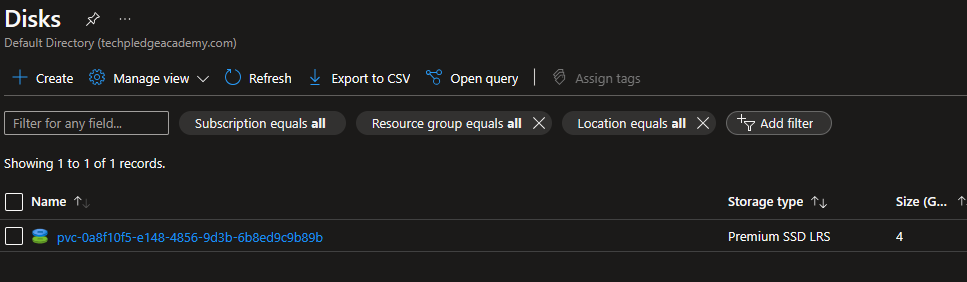 Disks
Default Directory (techpledgeacademy.com)
Create Manage view Refresh Export to CSV Open query Assign tags
Filter for any field... Subscription equals all Resource group equals all Location equals all Add filter
Showing 1 to 1 of 1 records.
Name Storage type Size (G...
pvc-0a8f10f5-e148-4856-9d3b-6b8ed9c9b89b Premium SSD LRS 4